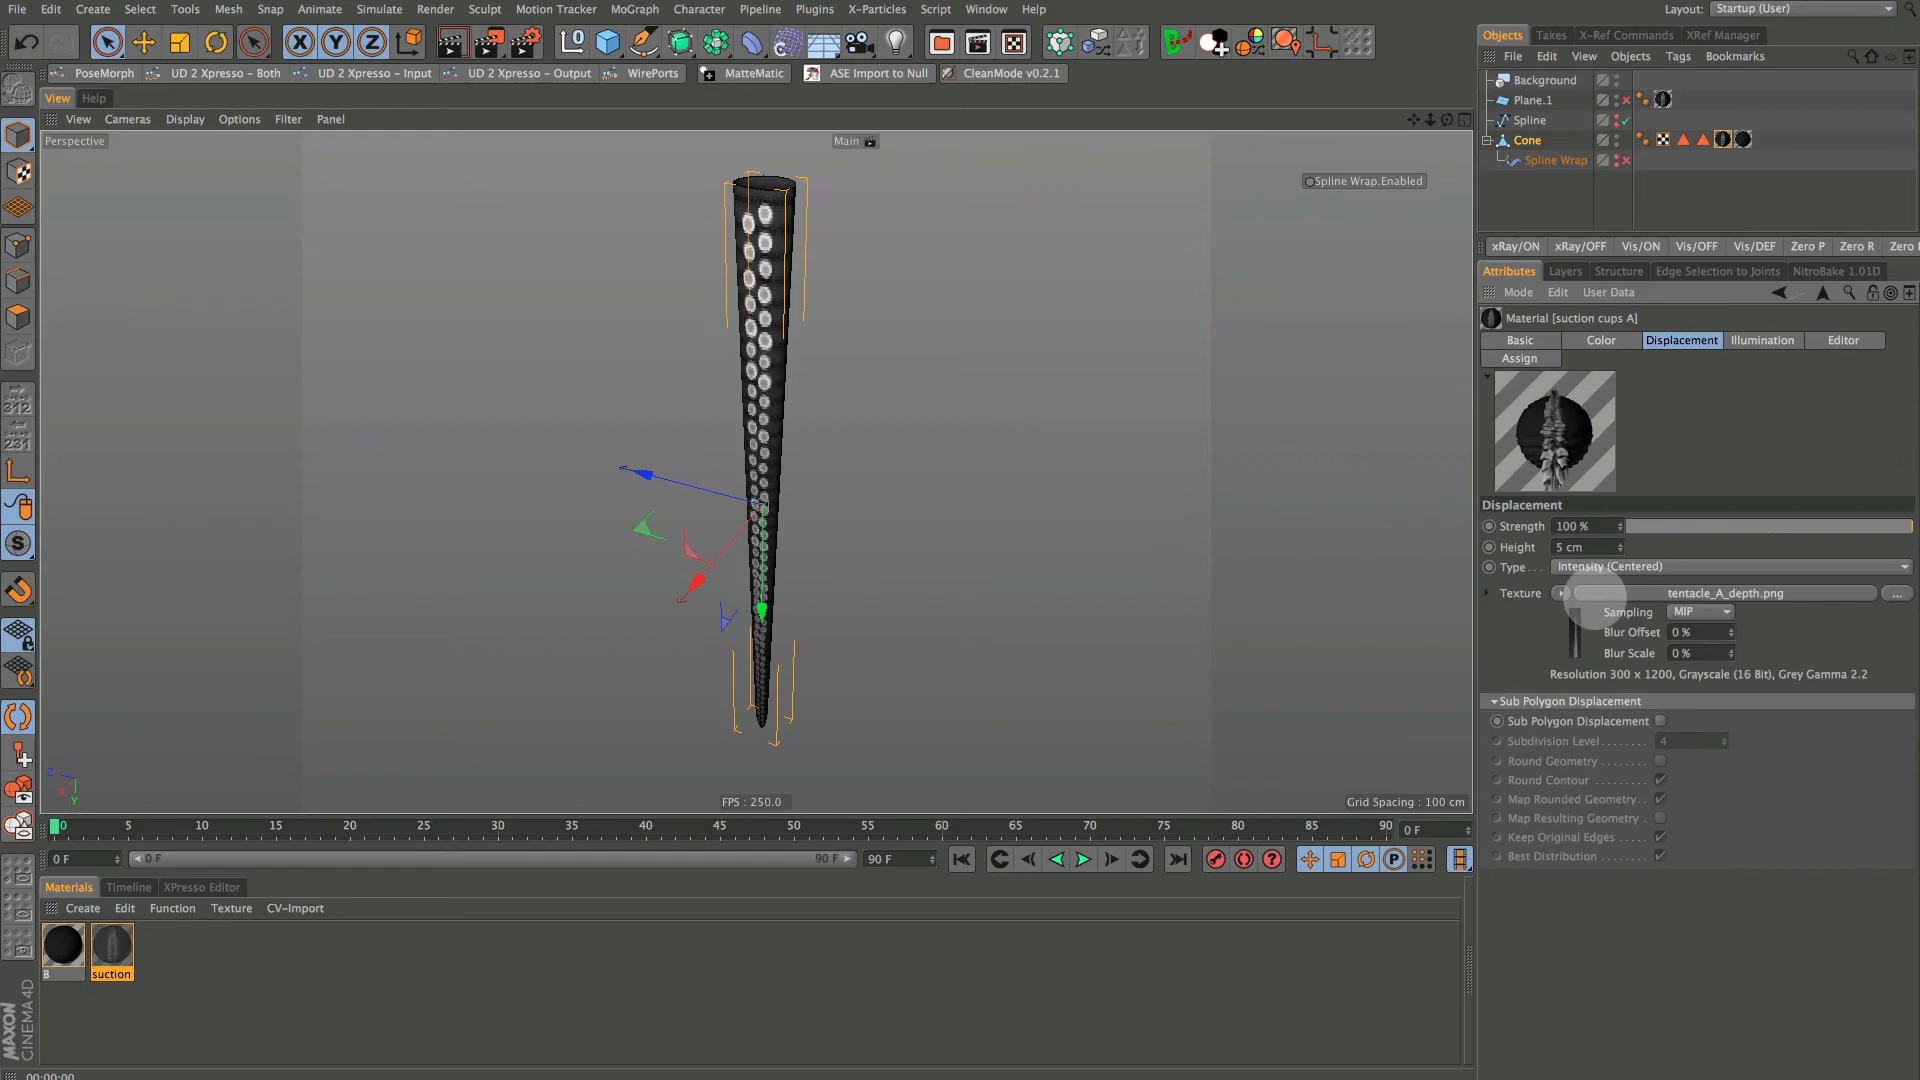 File Edit Create Select Tools Mesh Snap Animate Simulate Render Sculpt Motion Tracker MoGraph Character Pipeline Plugins X-Particles Script Window Help
Layout: Startup (User)
PoseMorph UD 2 Xpresso - Both UD 2 Xpresso - Input UD 2 Xpresso - Output WirePorts MatteMatic ASE Import to Null CleanMode v0.2.1
View Help
View Cameras Display Options Filter Panel
Perspective
Main
Spline Wrap.Enabled
FPS : 250.0
Grid Spacing : 100 cm
0 5 10 15 20 25 30 35 40 45 50 55 60 65 70 75 80 85 90 0 F
0 F 0 F 90 F 90 F
Materials Timeline XPresso Editor
Create Edit Function Texture CV-Import
B suction
MAXON
CINEMA 4D
00:00:00
Objects Takes X-Ref Commands XRef Manager
File Edit View Objects Tags Bookmarks
Background
Plane.1
Spline
Cone
Spline Wrap
xRay/ON xRay/OFF Vis/ON Vis/OFF Vis/DEF Zero P Zero R Zero
Attributes Layers Structure Edge Selection to Joints NitroBake 1.01D
Mode Edit User Data
Material [suction cups A]
Basic Color Displacement Illumination Editor
Assign
Displacement
Strength 100 %
Height 5 cm
Type . . . Intensity (Centered)
Texture tentacle_A_depth.png ...
Sampling MIP
Blur Offset 0 %
Blur Scale 0 %
Resolution 300 x 1200, Grayscale (16 Bit), Grey Gamma 2.2
Sub Polygon Displacement
Sub Polygon Displacement
Subdivision Level . . . . . . . 4
Round Geometry . . . . . . . .
Round Contour . . . . . . . . .
Map Rounded Geometry. .
Map Resulting Geometry .
Keep Original Edges . . . . .
Best Distribution . . . . . . . .
312
231